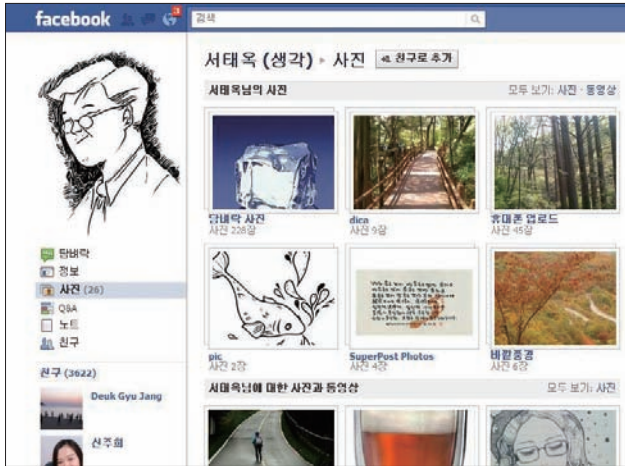 facebook 3 검색
서태옥 (생각) ▸ 사진 친구로 추가
서태옥님의 사진 모두 보기: 사진 · 동영상
담벼락 사진 dica 휴대폰 업로드
사진 228장 사진 9장 사진 45장
담벼락
정보
사진 (26)
Q&A
노트
친구
pic SuperPost Photos 바깥풍경
사진 2장 사진 4장 사진 6장
친구 (3622)
서태옥님에 대한 사진과 동영상 모두 보기: 사진
Deuk Gyu Jang
신주희